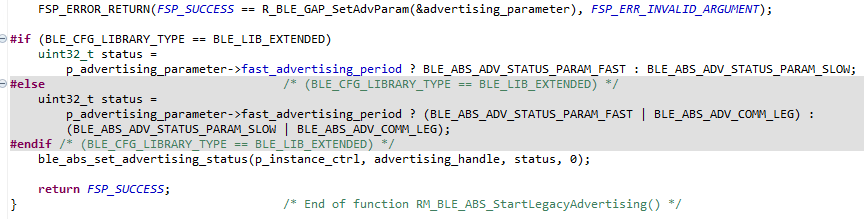 FSP_ERROR_RETURN(FSP_SUCCESS == R_BLE_GAP_SetAdvParam(&advertising_parameter), FSP_ERR_INVALID_ARGUMENT);
#if (BLE_CFG_LIBRARY_TYPE == BLE_LIB_EXTENDED)
uint32_t status =
p_advertising_parameter->fast_advertising_period ? BLE_ABS_ADV_STATUS_PARAM_FAST : BLE_ABS_ADV_STATUS_PARAM_SLOW;
#else /* (BLE_CFG_LIBRARY_TYPE == BLE_LIB_EXTENDED) */
uint32_t status =
p_advertising_parameter->fast_advertising_period ? (BLE_ABS_ADV_STATUS_PARAM_FAST | BLE_ABS_ADV_COMM_LEG) :
(BLE_ABS_ADV_STATUS_PARAM_SLOW | BLE_ABS_ADV_COMM_LEG);
#endif /* (BLE_CFG_LIBRARY_TYPE == BLE_LIB_EXTENDED) */
ble_abs_set_advertising_status(p_instance_ctrl, advertising_handle, status, 0);
return FSP_SUCCESS;
} /* End of function RM_BLE_ABS_StartLegacyAdvertising() */